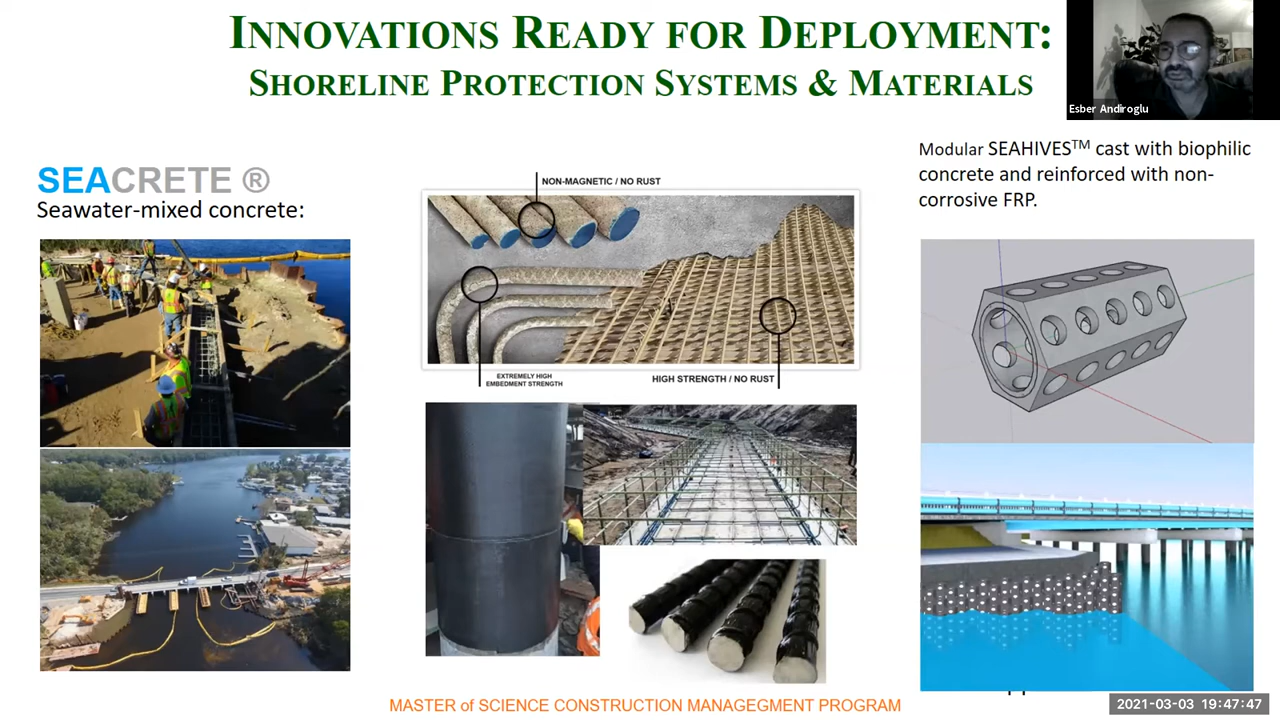 INNOVATIONS READY FOR DEPLOYMENT:
SHORELINE PROTECTION SYSTEMS & MATERIALS
Esber Andiroglu
SEACRETE ®
Seawater-mixed concrete:
NON-MAGNETIC / NO RUST
EXTREMELY HIGH
EMBEDMENT STRENGTH
HIGH STRENGTH / NO RUST
Modular SEAHIVES™ cast with biophilic
concrete and reinforced with non-
corrosive FRP.
MASTER of SCIENCE CONSTRUCTION MANAGEGMENT PROGRAM
2021-03-03 19:47:47